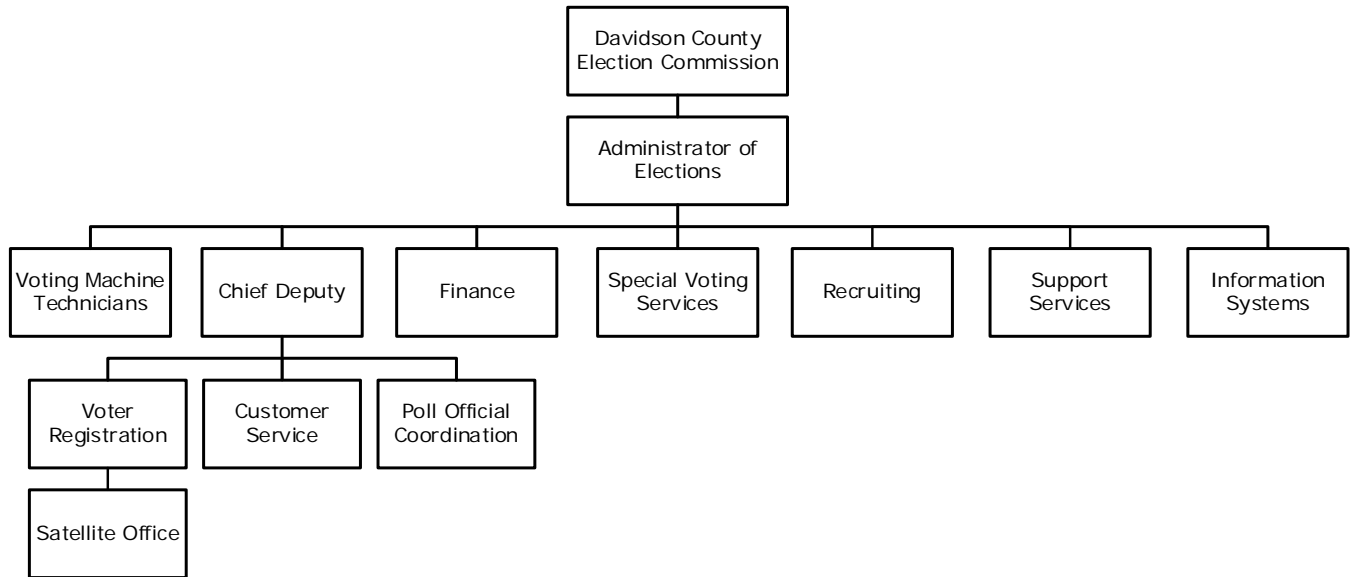 Davidson County
Election Commission
Administrator of
Elections
Voting Machine
Technicians
Chief Deputy
Finance
Special Voting
Services
Recruiting
Support
Services
Information
Systems
Voter
Registration
Customer
Service
Poll Official
Coordination
Satellite Office